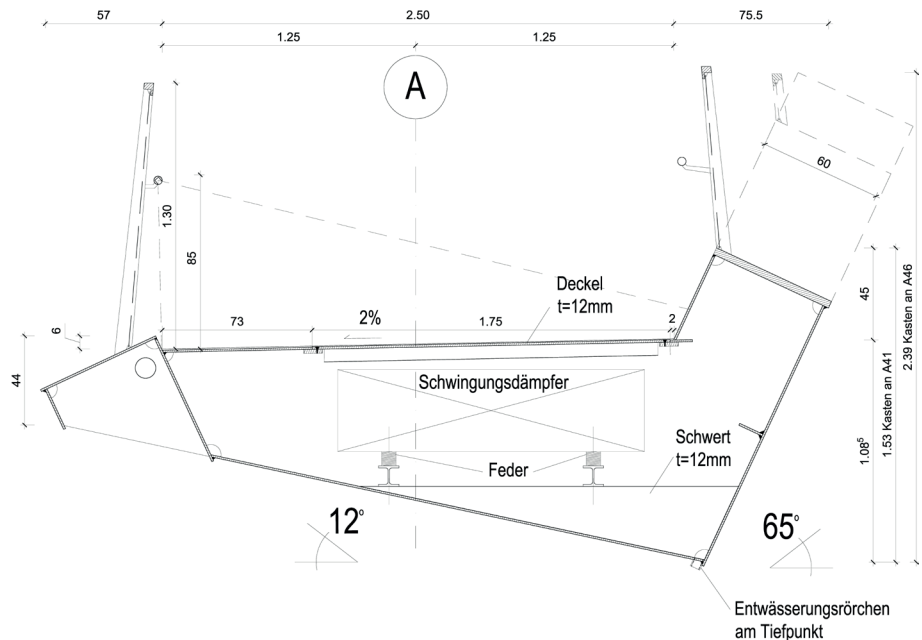 57
2.50
75.5
1.25
1.25
A
60
1.30
85
Deckel
t=12mm
45
2.39 Kasten an A46
6
73
2%
1.75
2
44
Schwingungsdämpfer
1.53 Kasten an A41
1.08⁵
Schwert
t=12mm
Feder
12°
65°
Entwässerungsrörchen
am Tiefpunkt